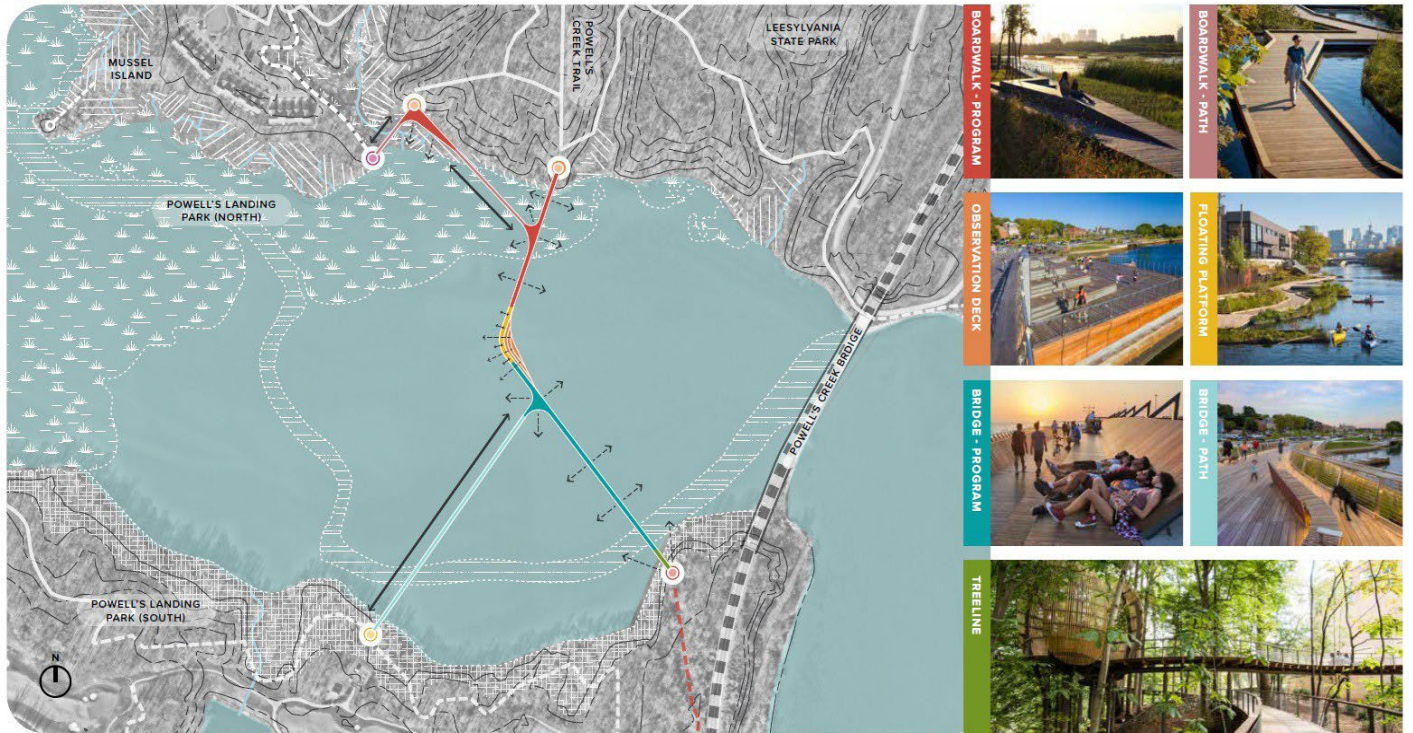 MUSSEL
ISLAND
POWELL'S
CREEK TRAIL
LEESYLVANIA
STATE PARK
POWELL'S LANDING
PARK (NORTH)
POWELL'S CREEK BRDIGE
POWELL'S LANDING
PARK (SOUTH)
N
BOARDWALK - PROGRAM
BOARDWALK - PATH
OBSERVATION DECK
FLOATING PLATFORM
BRIDGE - PROGRAM
BRIDGE - PATH
TREELINE